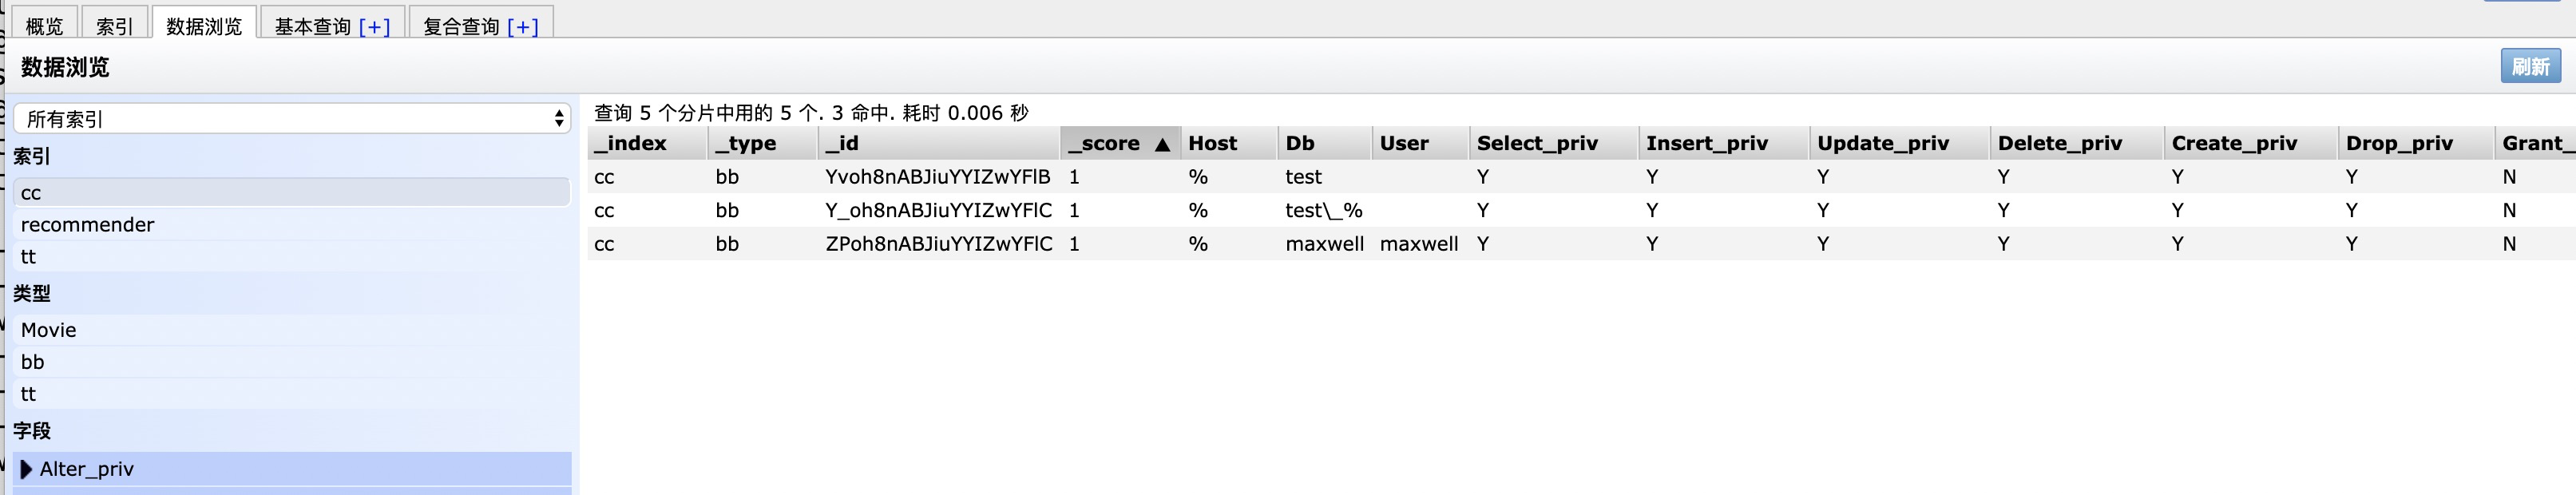 概览 索引 数据浏览 基本查询 [+] 复合查询 [+]
数据浏览 刷新
所有索引
索引
cc
recommender
tt
类型
Movie
bb
tt
字段
Alter_priv
查询 5 个分片中用的 5 个. 3 命中. 耗时 0.006 秒
_index _type _id _score ▲ Host Db User Select_priv Insert_priv Update_priv Delete_priv Create_priv Drop_priv Grant_
cc bb Yvoh8nABJiuYYIZwYFlB 1 % test Y Y Y Y Y Y N
cc bb Y_oh8nABJiuYYIZwYFlC 1 % test\_% Y Y Y Y Y Y N
cc bb ZPoh8nABJiuYYIZwYFlC 1 % maxwell maxwell Y Y Y Y Y Y N